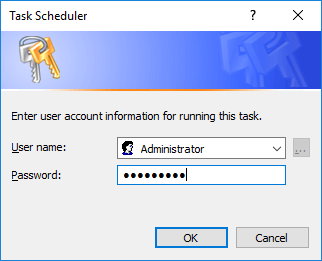 Task Scheduler
Enter user account information for running this task.
User name: Administrator
...
Password: ●●●●●●●●●
OK Cancel